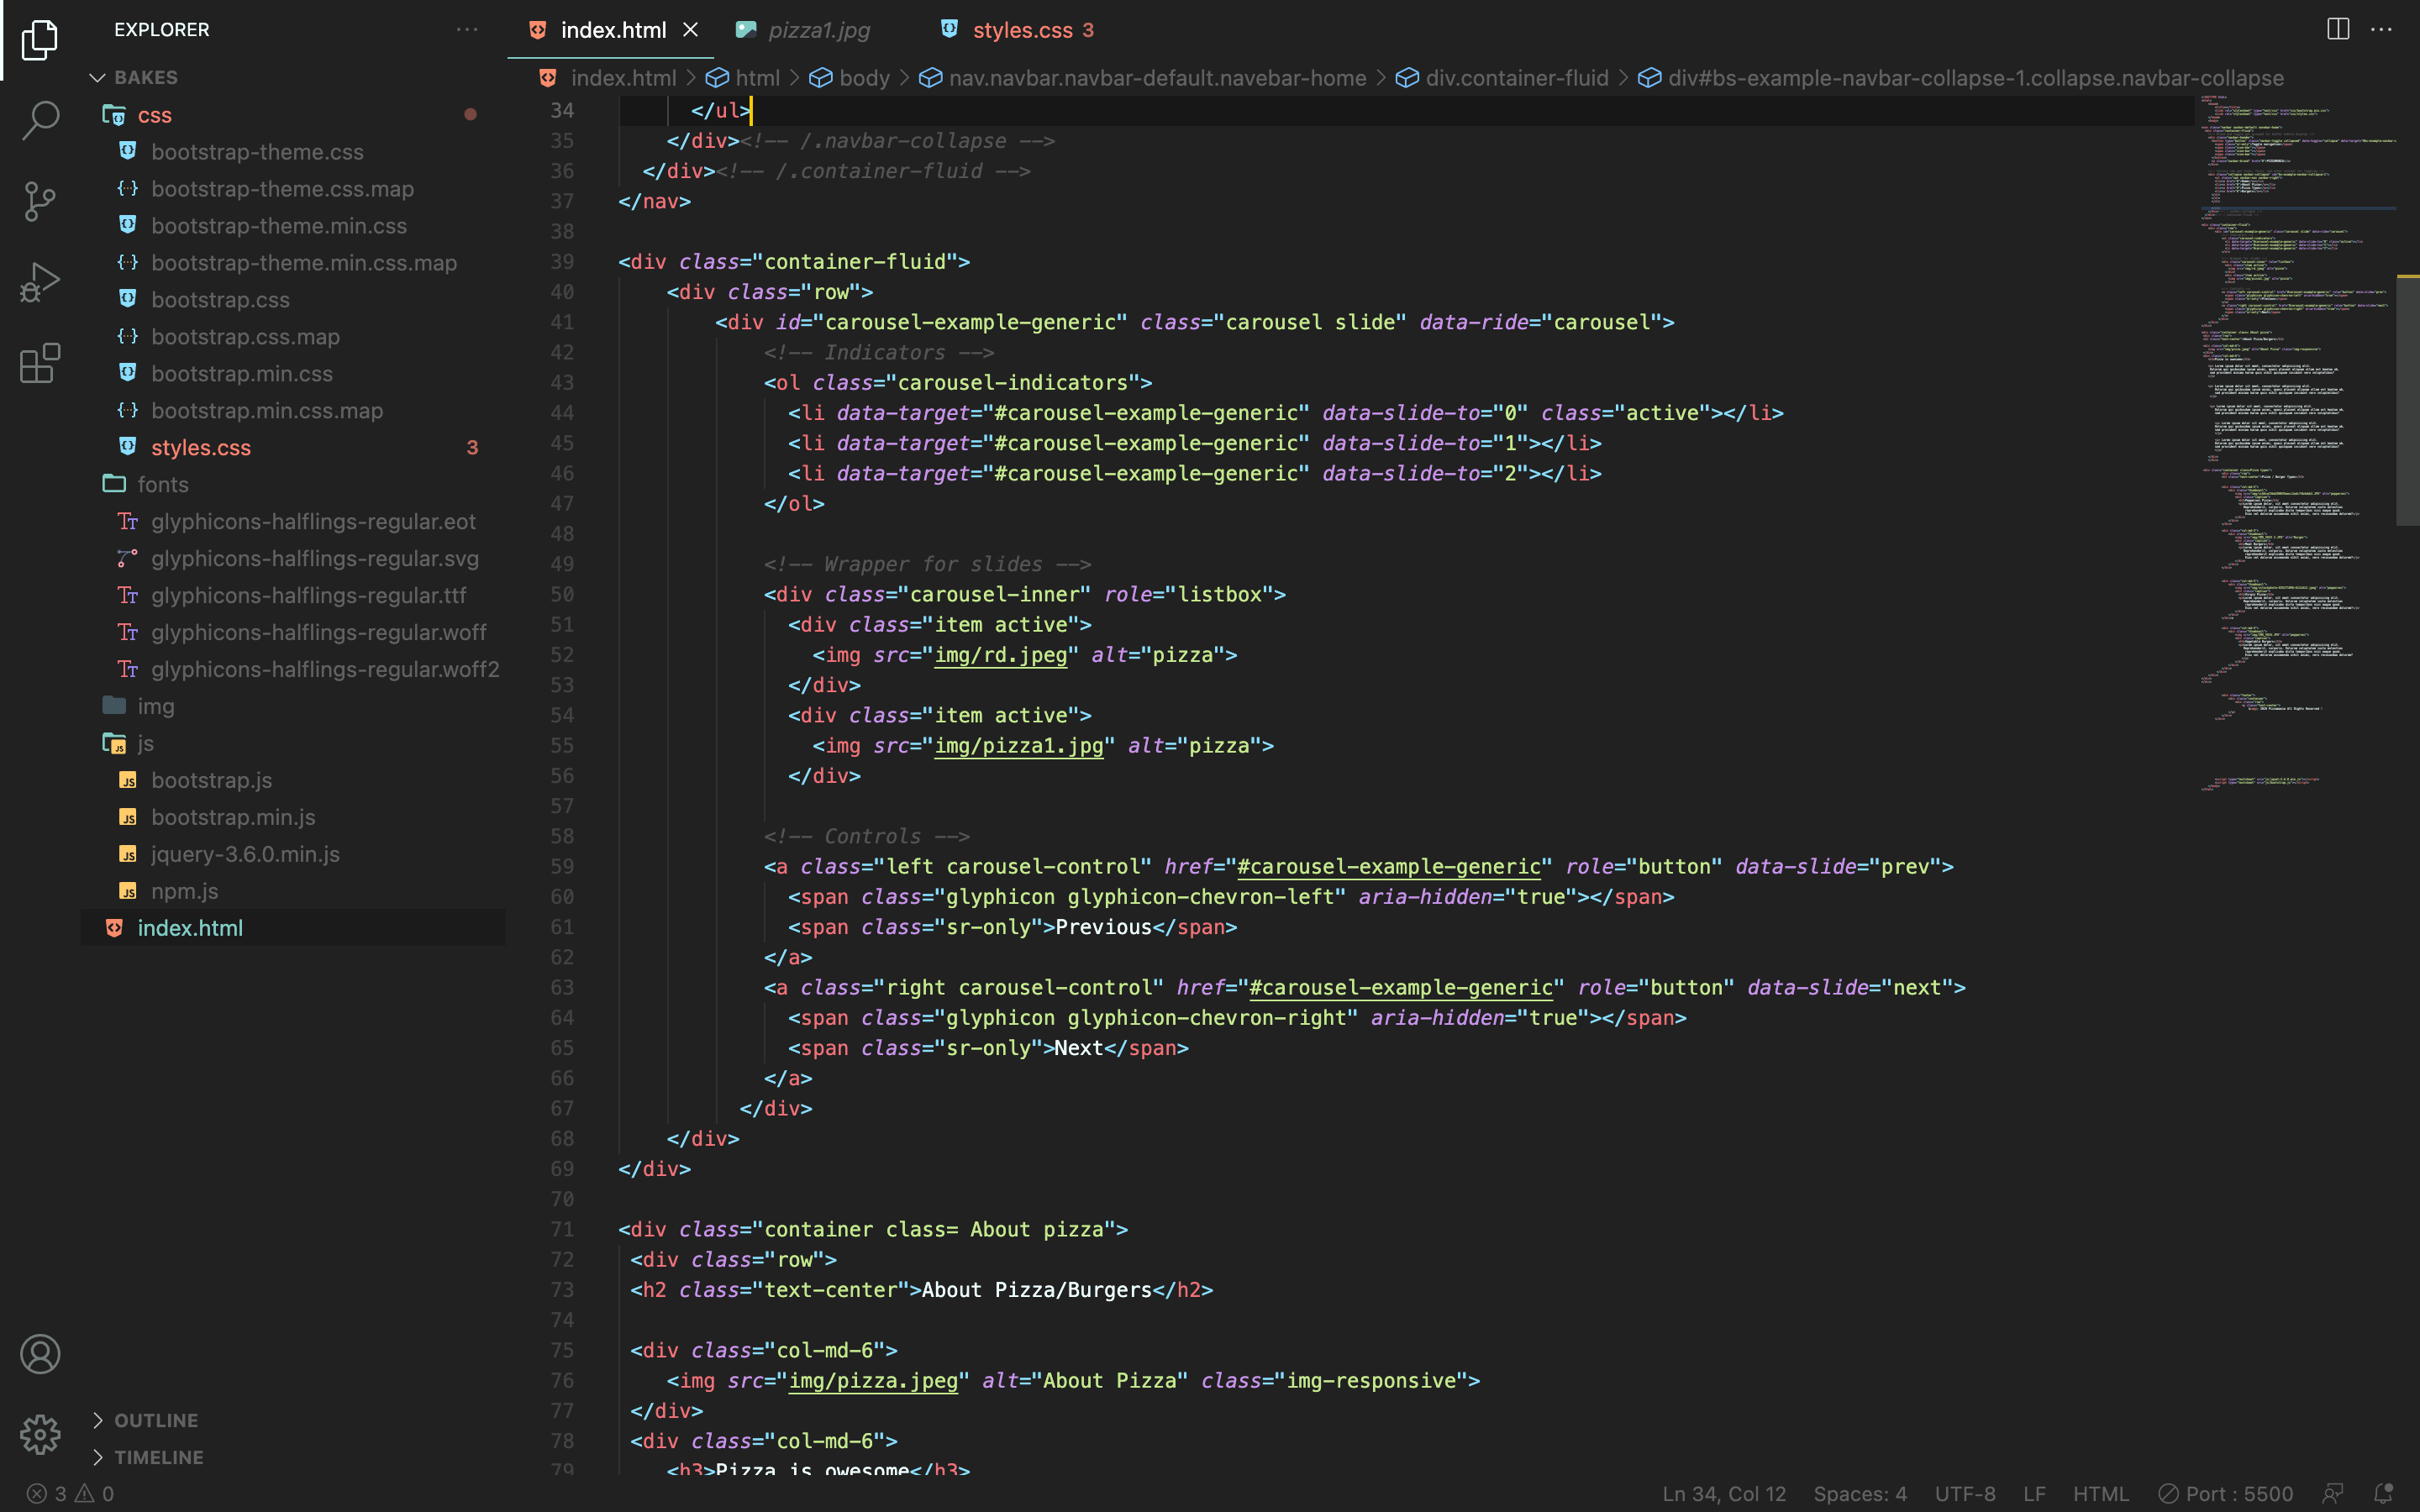 EXPLORER
BAKES
css
bootstrap-theme.css
bootstrap-theme.css.map
bootstrap-theme.min.css
bootstrap-theme.min.css.map
bootstrap.css
bootstrap.css.map
bootstrap.min.css
bootstrap.min.css.map
styles.css 3
fonts
glyphicons-halflings-regular.eot
glyphicons-halflings-regular.svg
glyphicons-halflings-regular.ttf
glyphicons-halflings-regular.woff
glyphicons-halflings-regular.woff2
img
js
bootstrap.js
bootstrap.min.js
jquery-3.6.0.min.js
npm.js
index.html
OUTLINE
TIMELINE
index.html pizza1.jpg styles.css 3
index.html > html > body > nav.navbar.navbar-default.navebar-home > div.container-fluid > div#bs-example-navbar-collapse-1.collapse.navbar-collapse
34 </ul>
35 </div><!-- /.navbar-collapse -->
36 </div><!-- /.container-fluid -->
37 </nav>
38
39 <div class="container-fluid">
40 <div class="row">
41 <div id="carousel-example-generic" class="carousel slide" data-ride="carousel">
42 <!-- Indicators -->
43 <ol class="carousel-indicators">
44 <li data-target="#carousel-example-generic" data-slide-to="0" class="active"></li>
45 <li data-target="#carousel-example-generic" data-slide-to="1"></li>
46 <li data-target="#carousel-example-generic" data-slide-to="2"></li>
47 </ol>
48
49 <!-- Wrapper for slides -->
50 <div class="carousel-inner" role="listbox">
51 <div class="item active">
52 <img src="img/rd.jpeg" alt="pizza">
53 </div>
54 <div class="item active">
55 <img src="img/pizza1.jpg" alt="pizza">
56 </div>
57
58 <!-- Controls -->
59 <a class="left carousel-control" href="#carousel-example-generic" role="button" data-slide="prev">
60 <span class="glyphicon glyphicon-chevron-left" aria-hidden="true"></span>
61 <span class="sr-only">Previous</span>
62 </a>
63 <a class="right carousel-control" href="#carousel-example-generic" role="button" data-slide="next">
64 <span class="glyphicon glyphicon-chevron-right" aria-hidden="true"></span>
65 <span class="sr-only">Next</span>
66 </a>
67 </div>
68 </div>
69 </div>
70
71 <div class="container class= About pizza">
72 <div class="row">
73 <h2 class="text-center">About Pizza/Burgers</h2>
74
75 <div class="col-md-6">
76 <img src="img/pizza.jpeg" alt="About Pizza" class="img-responsive">
77 </div>
78 <div class="col-md-6">
79 <h3>Pizza is owesome</h3>
3 0
Ln 34, Col 12 Spaces: 4 UTF-8 LF HTML Port : 5500